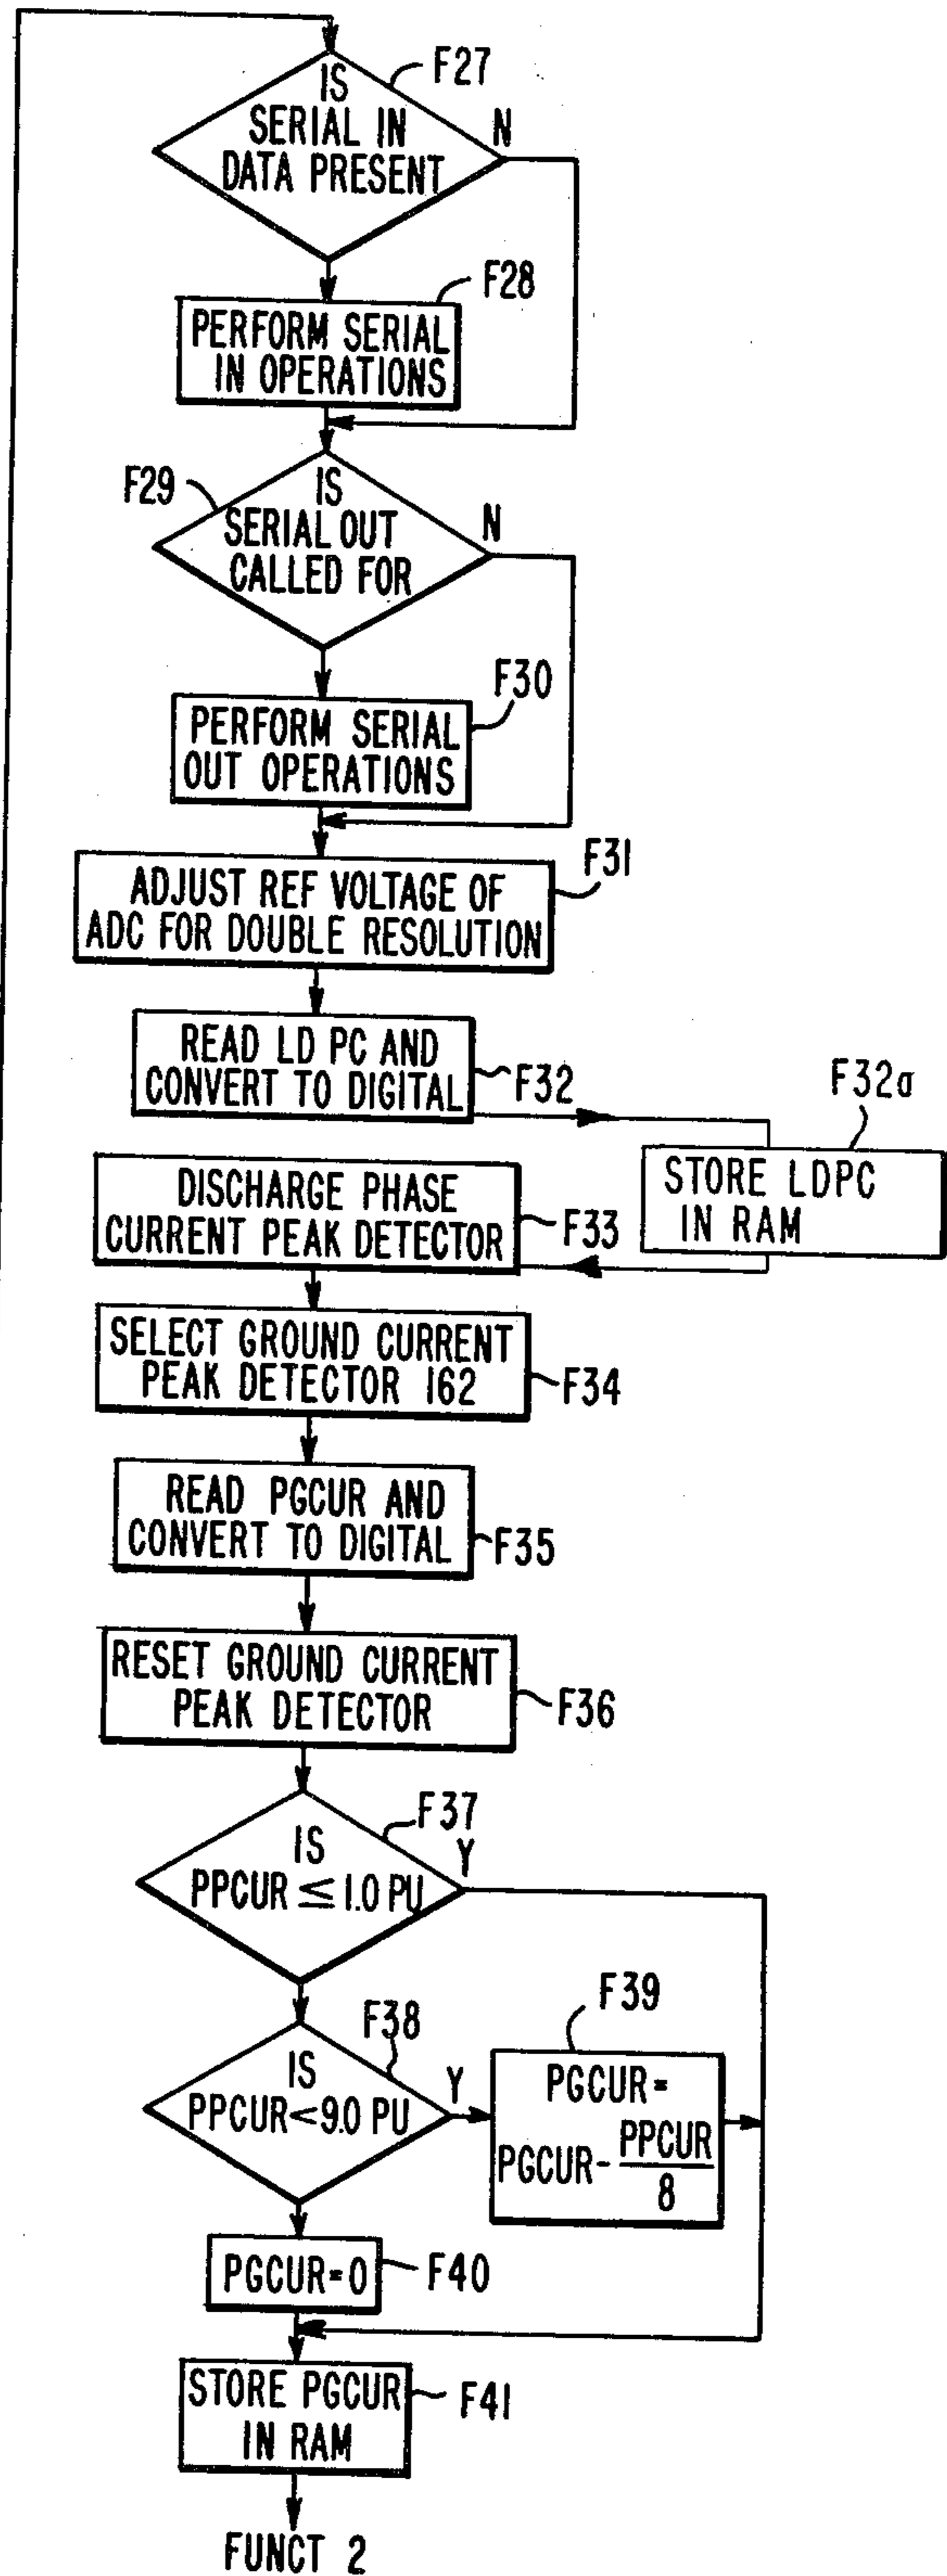 F27
IS
SERIAL IN
DATA PRESENT
N
F28
PERFORM SERIAL
IN OPERATIONS
F29
IS
SERIAL OUT
CALLED FOR
N
F30
PERFORM SERIAL
OUT OPERATIONS
F31
ADJUST REF VOLTAGE OF
ADC FOR DOUBLE RESOLUTION
READ LD PC AND
CONVERT TO DIGITAL
F32
F32a
STORE LDPC
IN RAM
DISCHARGE PHASE
CURRENT PEAK DETECTOR
F33
SELECT GROUND CURRENT
PEAK DETECTOR 162
F34
READ PGCUR AND
CONVERT TO DIGITAL
F35
RESET GROUND CURRENT
PEAK DETECTOR
F36
F37
IS
PPCUR ≤ 1.0 PU
Y
F38
IS
PPCUR<9.0 PU
Y
F39
PGCUR=
PGCUR- PPCUR
8
PGCUR=0
F40
STORE PGCUR
IN RAM
F41
FUNCT 2